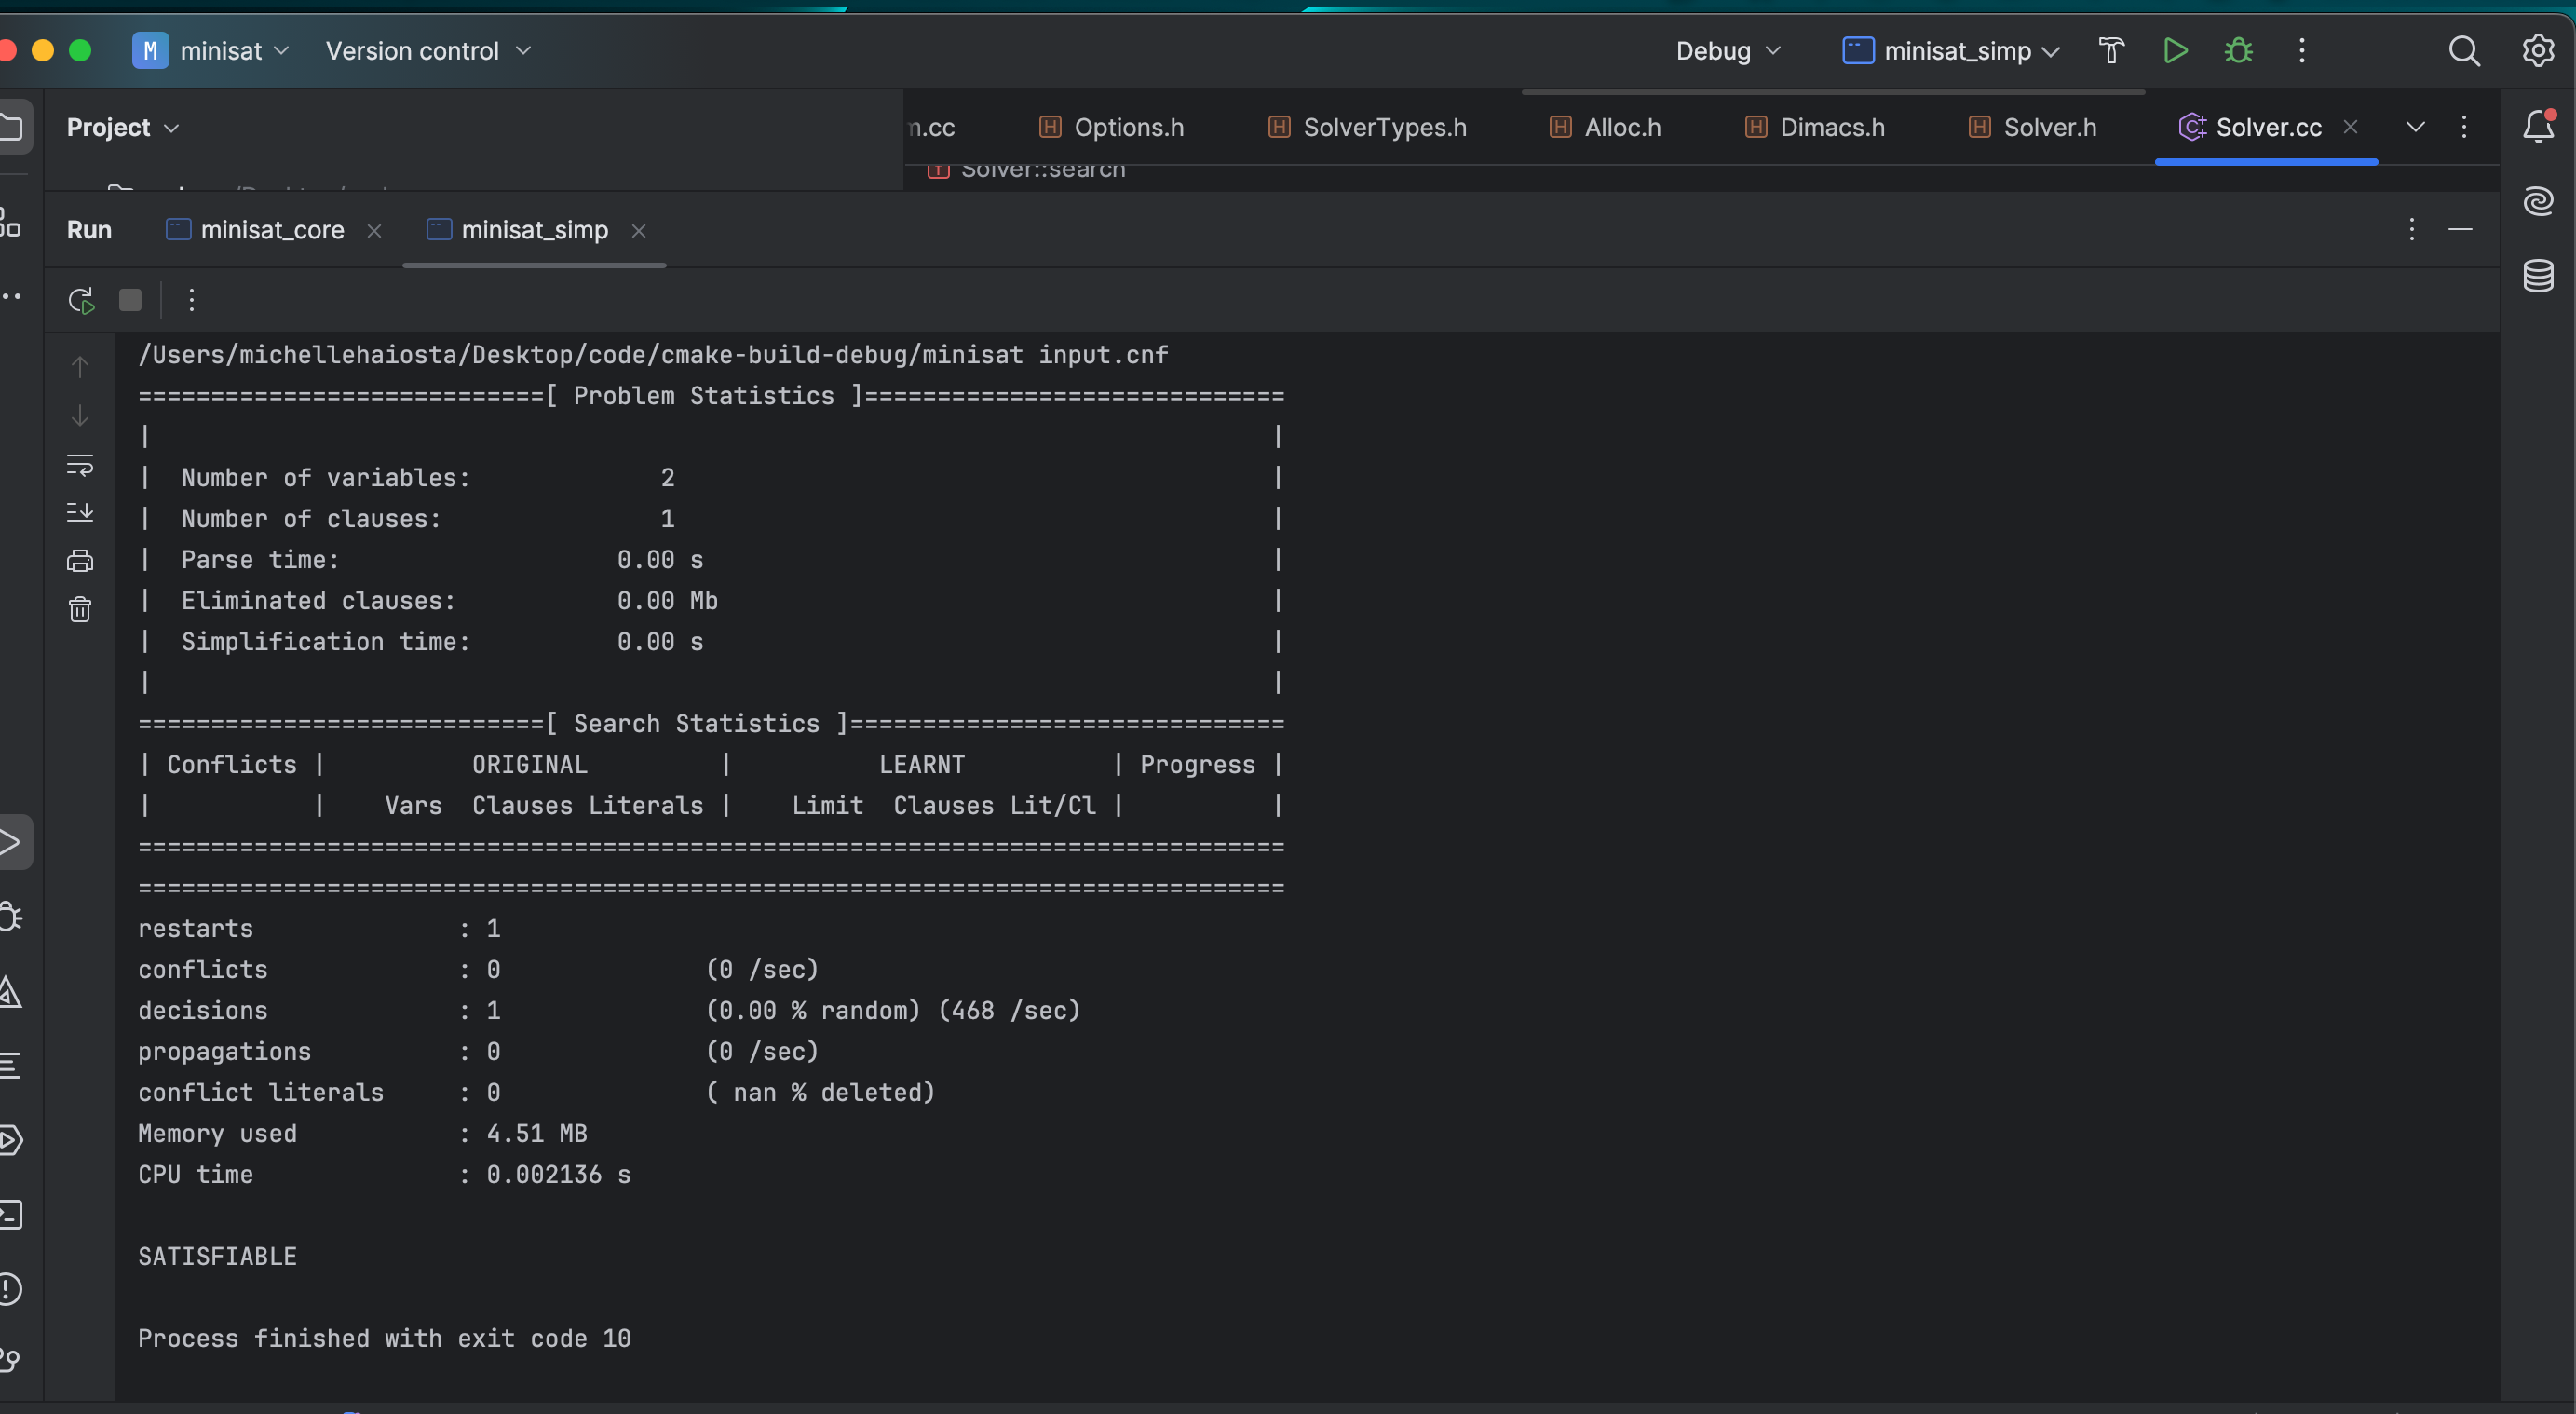 M minisat Version control Debug minisat_simp
Project .cc Options.h SolverTypes.h Alloc.h Dimacs.h Solver.h Solver.cc
Solver::search
Run minisat_core minisat_simp
/Users/michellehaiosta/Desktop/code/cmake-build-debug/minisat input.cnf
============================[ Problem Statistics ]=============================
|                                                                             |
|  Number of variables:             2                                         |
|  Number of clauses:               1                                         |
|  Parse time:                   0.00 s                                       |
|  Eliminated clauses:           0.00 Mb                                      |
|  Simplification time:          0.00 s                                       |
|                                                                             |
============================[ Search Statistics ]==============================
| Conflicts |          ORIGINAL         |          LEARNT          | Progress |
|           |    Vars  Clauses Literals |    Limit  Clauses Lit/Cl |          |
===============================================================================
===============================================================================
restarts              : 1
conflicts             : 0              (0 /sec)
decisions             : 1              (0.00 % random) (468 /sec)
propagations          : 0              (0 /sec)
conflict literals     : 0              ( nan % deleted)
Memory used           : 4.51 MB
CPU time              : 0.002136 s
SATISFIABLE
Process finished with exit code 10